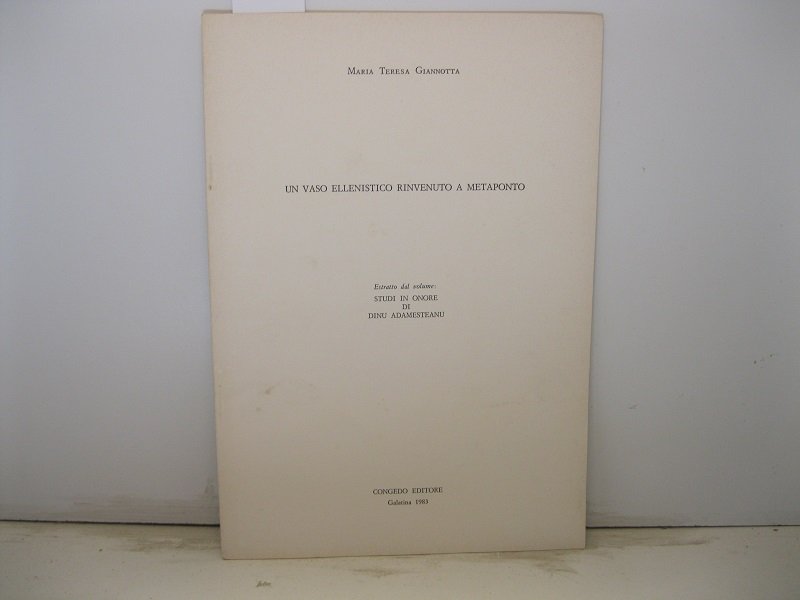 Maria Teresa Giannotta
UN VASO ELLENISTICO RINVENUTO A METAPONTO
Estratto dal volume:
STUDI IN ONORE
DI
DINU ADAMESTEANU
CONGEDO EDITORE
Galatina 1983